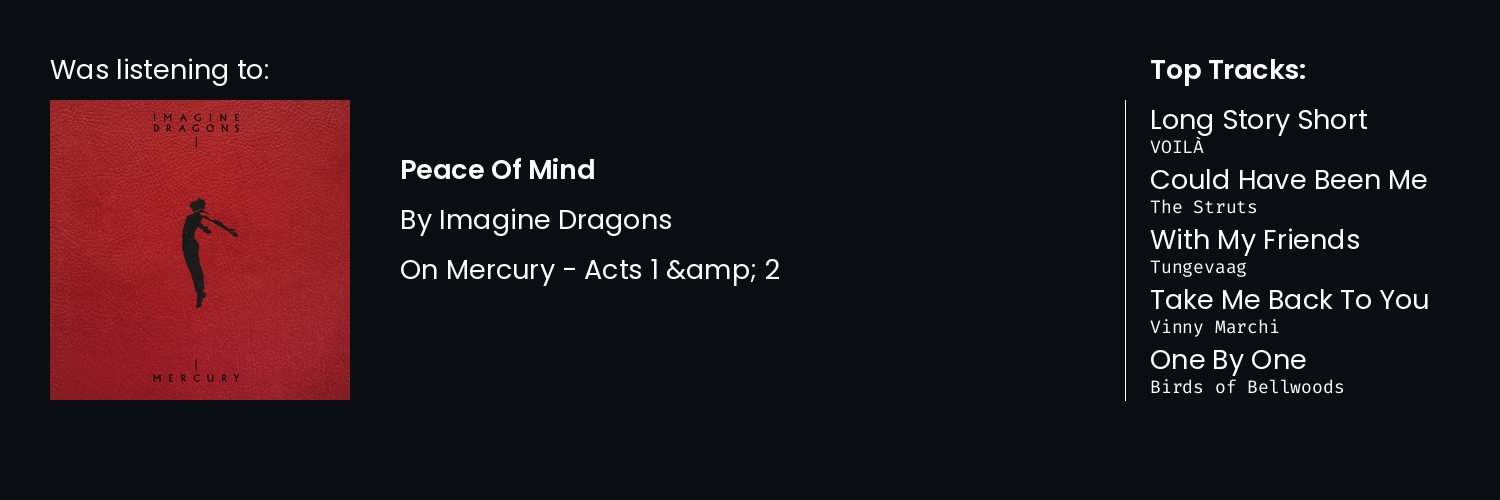 Was listening to:
IMAGINE
DRAGONS
MERCURY
Peace Of Mind
By Imagine Dragons
On Mercury - Acts 1 &amp; 2
Top Tracks:
Long Story Short
VOILÀ
Could Have Been Me
The Struts
With My Friends
Tungevaag
Take Me Back To You
Vinny Marchi
One By One
Birds of Bellwoods